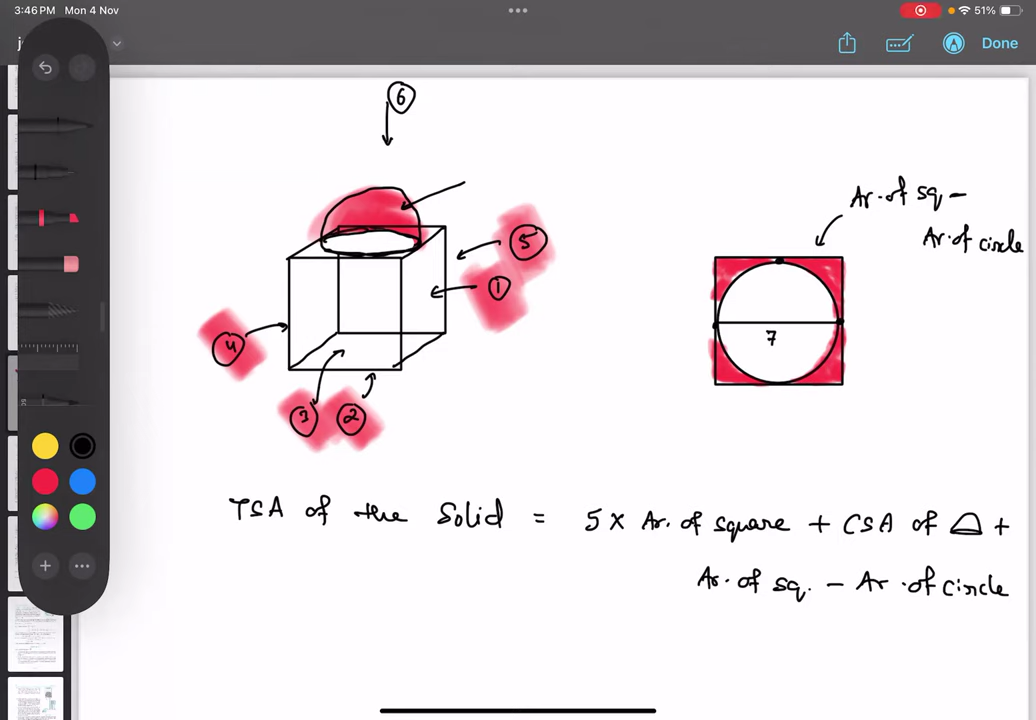 3:46 PM Mon 4 Nov
51%
Done
6
5
1
4
3
2
Ar. of sq -
Ar. of circle
7
TSA of the Solid = 5 x Ar. of square + CSA of ⌓ +
Ar. of sq. - Ar. of circle